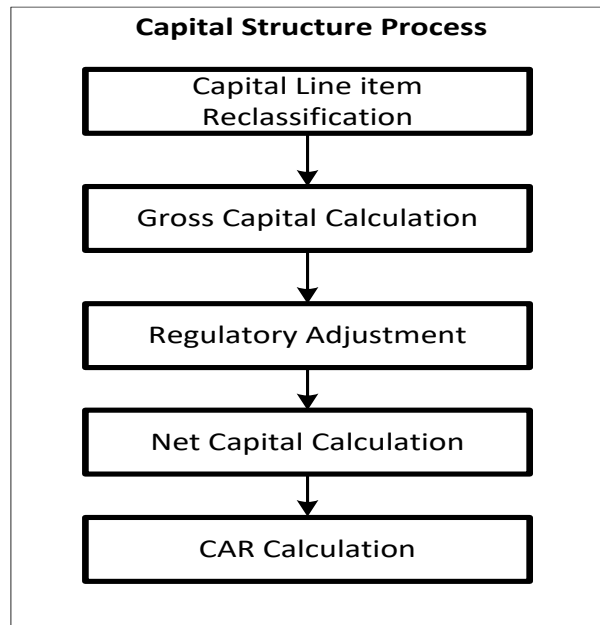 Capital Structure Process
Capital Line item
Reclassification
Gross Capital Calculation
Regulatory Adjustment
Net Capital Calculation
CAR Calculation